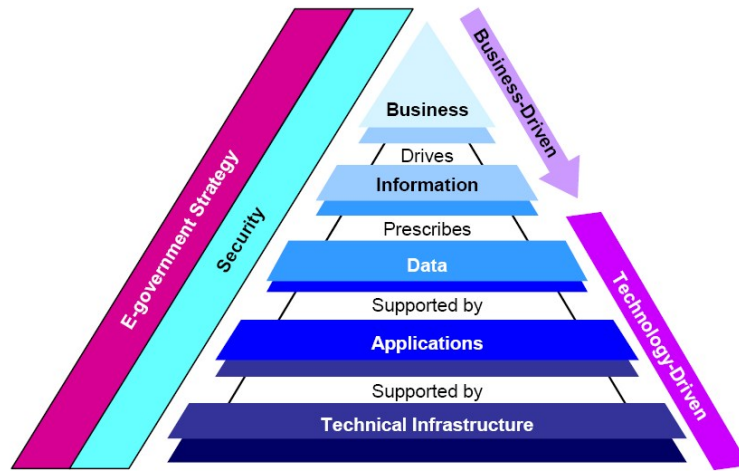 E-government Strategy
Security
Business
Drives
Information
Prescribes
Data
Supported by
Applications
Supported by
Technical Infrastructure
Business-Driven
Technology-Driven